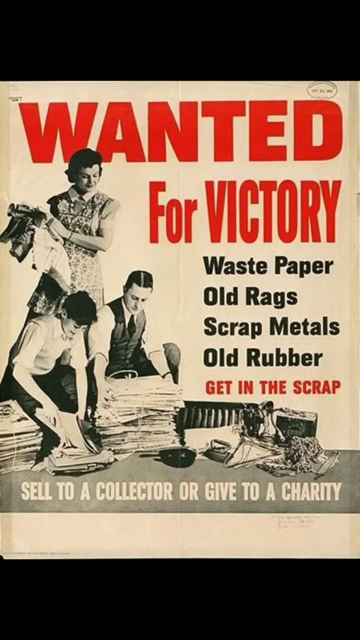 WANTED
For VICTORY
Waste Paper
Old Rags
Scrap Metals
Old Rubber
GET IN THE SCRAP
SELL TO A COLLECTOR OR GIVE TO A CHARITY